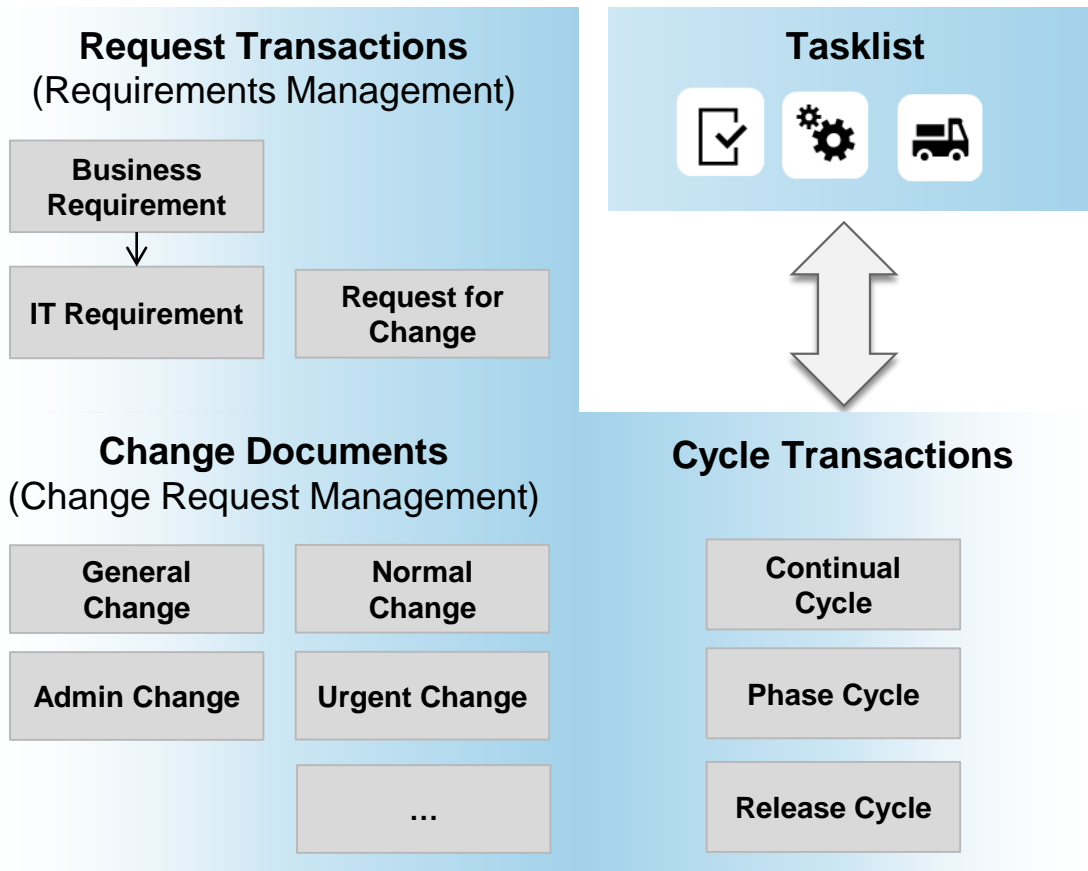 Request Transactions
(Requirements Management)
Business
Requirement
IT Requirement
Request for
Change
Tasklist
Change Documents
(Change Request Management)
General
Change
Normal
Change
Admin Change
Urgent Change
…
Cycle Transactions
Continual
Cycle
Phase Cycle
Release Cycle